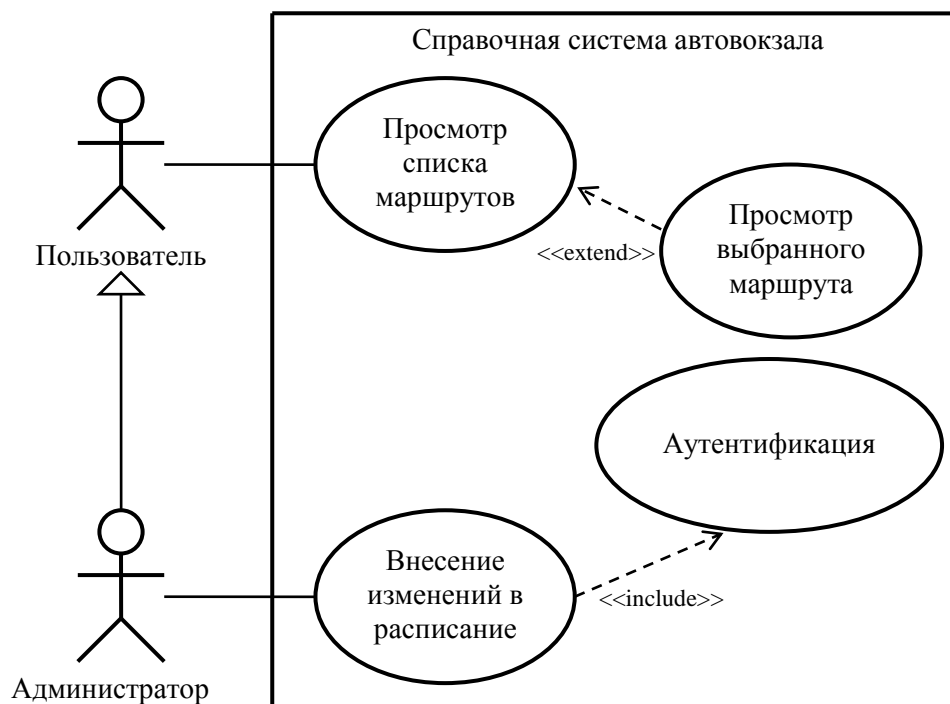 Справочная система автовокзала
Просмотр
списка
маршрутов
Просмотр
выбранного
маршрута
<<extend>>
Пользователь
Аутентификация
Внесение
изменений в
расписание
<<include>>
Администратор